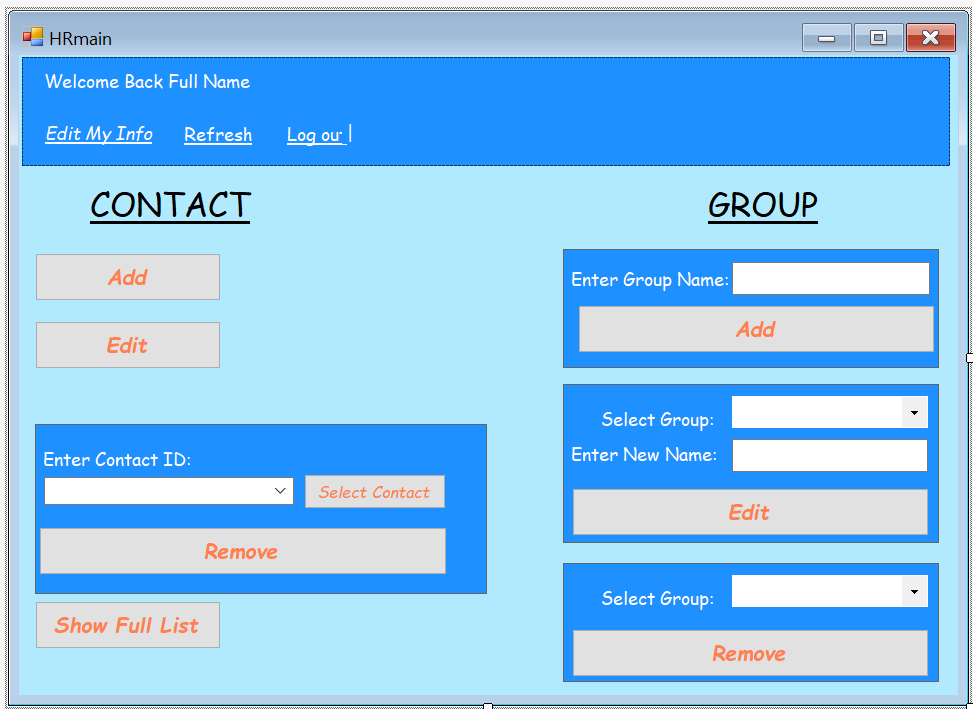 HRmain
Welcome Back Full Name
Edit My Info Refresh Log out
CONTACT
Add
Edit
Enter Contact ID:
Select Contact
Remove
Show Full List
GROUP
Enter Group Name:
Add
Select Group:
Enter New Name:
Edit
Select Group:
Remove